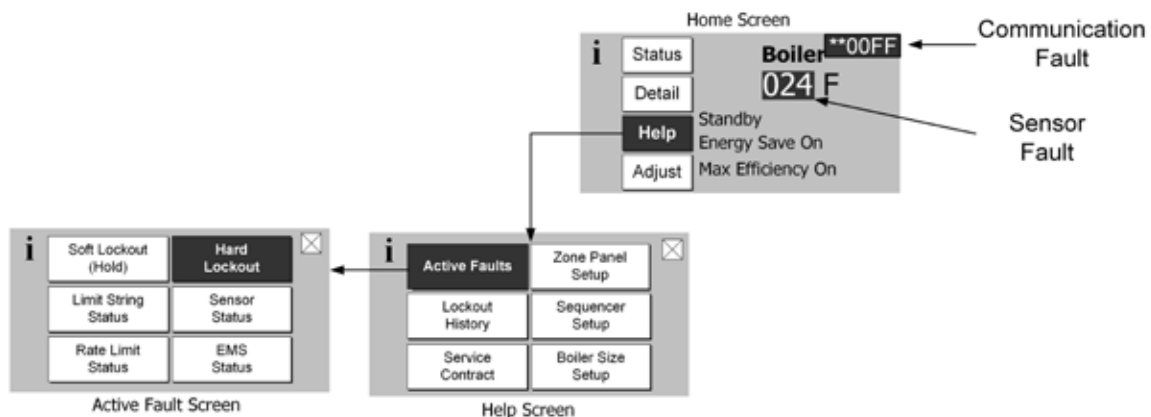 Home Screen
Communication
Fault
i
Status
Boiler
**00FF
Detail
024 F
Sensor
Fault
Help
Standby
Energy Save On
Adjust
Max Efficiency On
i
Soft Lockout
(Hold)
Hard
Lockout
Limit String
Status
Sensor
Status
Rate Limit
Status
EMS
Status
Active Fault Screen
i
Active Faults
Zone Panel
Setup
Lockout
History
Sequencer
Setup
Service
Contract
Boiler Size
Setup
Help Screen